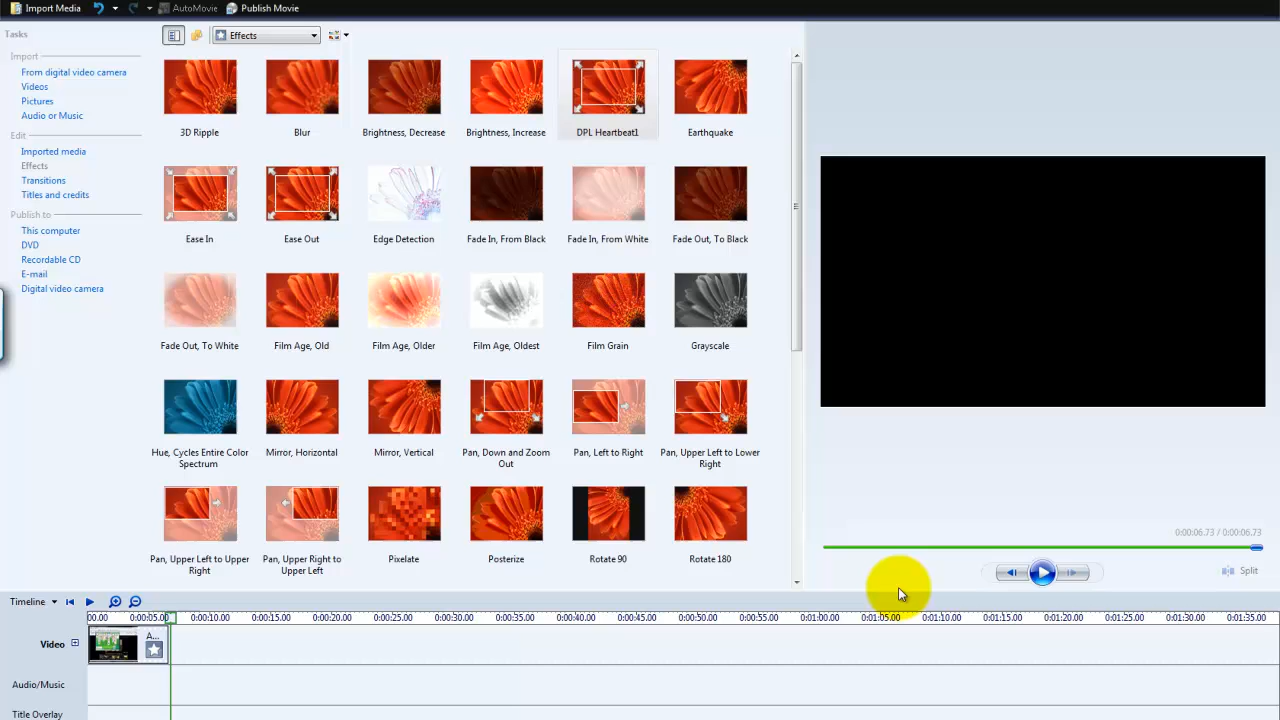 Import Media AutoMovie Publish Movie
Tasks
Effects
Import
From digital video camera
Videos
Pictures
Audio or Music
Edit
Imported media
Effects
Transitions
Titles and credits
Publish to
This computer
DVD
Recordable CD
E-mail
Digital video camera
3D Ripple Blur Brightness, Decrease Brightness, Increase DPL Heartbeat1 Earthquake
Ease In Ease Out Edge Detection Fade In, From Black Fade In, From White Fade Out, To Black
Fade Out, To White Film Age, Old Film Age, Older Film Age, Oldest Film Grain Grayscale
Hue, Cycles Entire Color Spectrum
Mirror, Horizontal
Mirror, Vertical
Pan, Down and Zoom Out
Pan, Left to Right
Pan, Upper Left to Lower Right
Pan, Upper Left to Upper Right
Pan, Upper Right to Upper Left
Pixelate
Posterize
Rotate 90
Rotate 180
0:00:06.73 / 0:00:06.73
Split
Timeline
00.00 0:00:05.00 0:00:10.00 0:00:15.00 0:00:20.00 0:00:25.00 0:00:30.00 0:00:35.00 0:00:40.00 0:00:45.00 0:00:50.00 0:00:55.00 0:01:00.00 0:01:05.00 0:01:10.00 0:01:15.00 0:01:20.00 0:01:25.00 0:01:30.00 0:01:35.00
Video A...
Audio/Music
Title Overlay